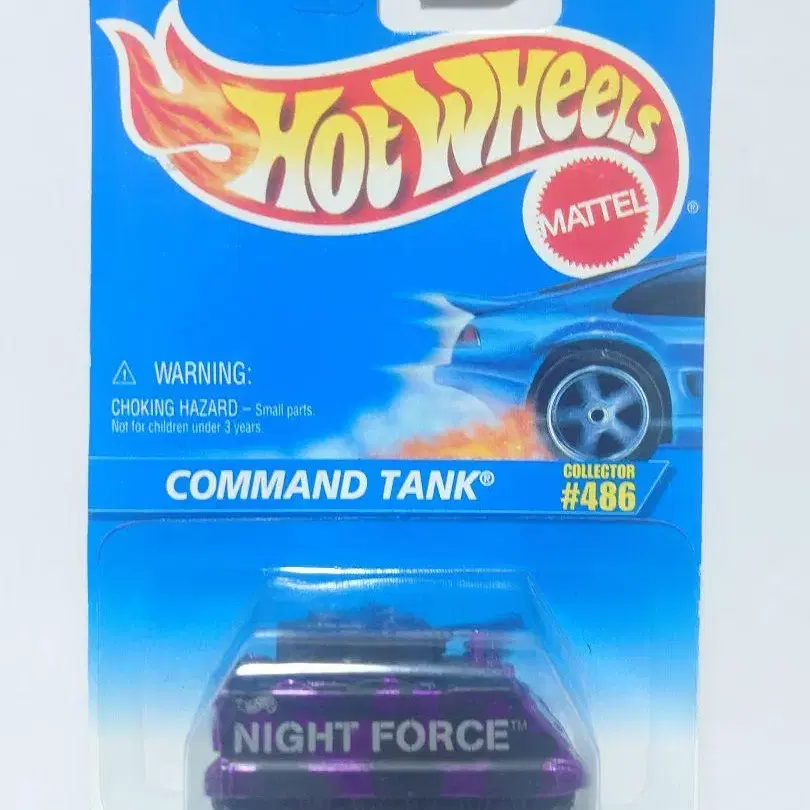 Hot Wheels
MATTEL
®
WARNING:
CHOKING HAZARD – Small parts.
Not for children under 3 years.
COMMAND TANK®
COLLECTOR
#486
NIGHT FORCE™